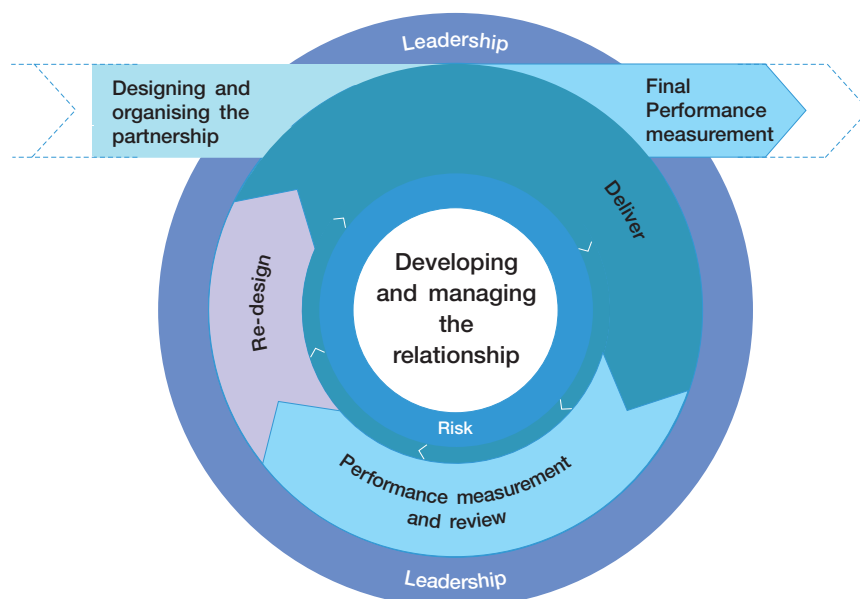 Leadership
Designing and
organising the
partnership
Final
Performance
measurement
Deliver
Re-design
Developing
and managing
the
relationship
Risk
Performance measurement
and review
Leadership